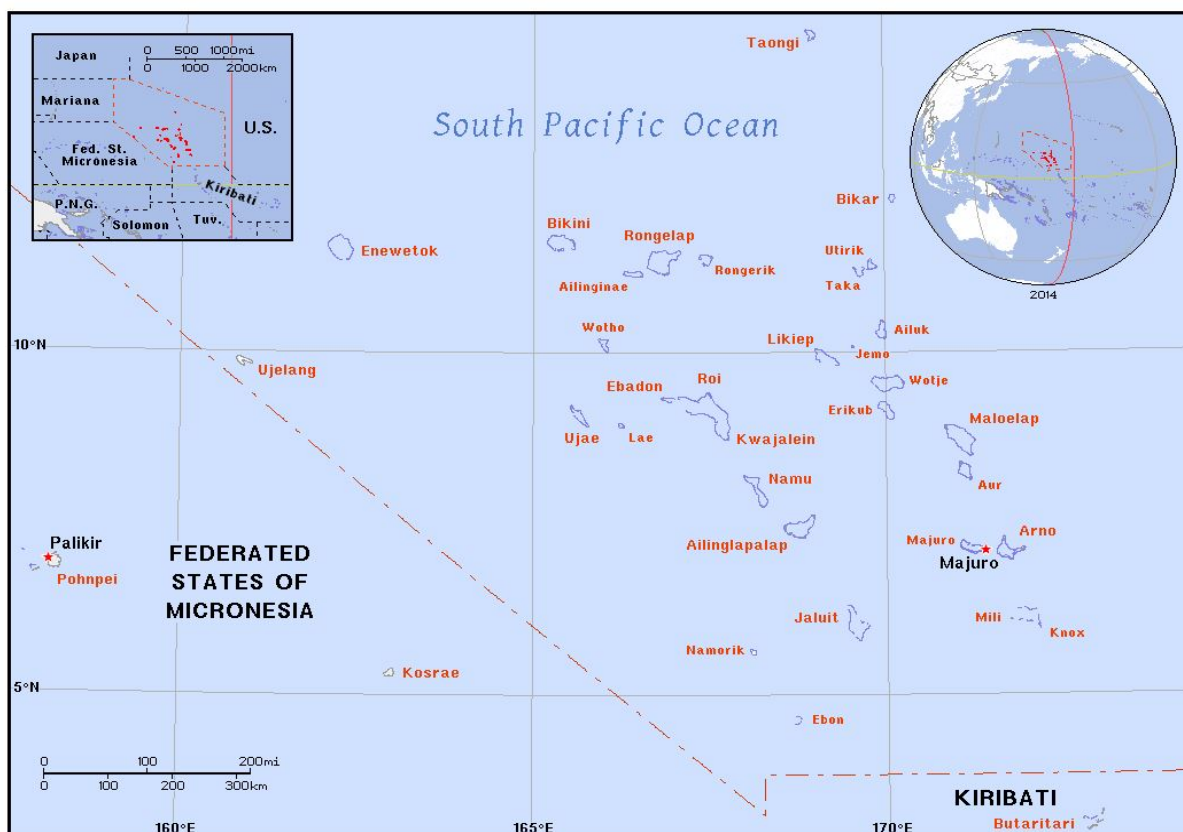 Japan
0 500 1000mi
0 1000 2000km
Mariana
U.S.
Fed. St.
Micronesia
Kiribati
P.N.G.
Solomon
Tuv.
Taongi
South Pacific Ocean
2014
Bikar
Bikini
Enewetok
Rongelap
Rongerik
Ailinginae
Utirik
Taka
Wotho
Likiep
Ailuk
Jemo
10°N
Ujelang
Ebadon
Roi
Wotje
Erikub
Ujae
Lae
Kwajalein
Maloelap
Namu
Aur
Ailinglapalap
Majuro
Arno
Majuro
Palikir
Pohnpei
FEDERATED
STATES OF
MICRONESIA
Jaluit
Mili
Knox
Namorik
Kosrae
5°N
Ebon
0 100 200mi
0 100 200 300km
KIRIBATI
Butaritari
160°E
165°E
170°E